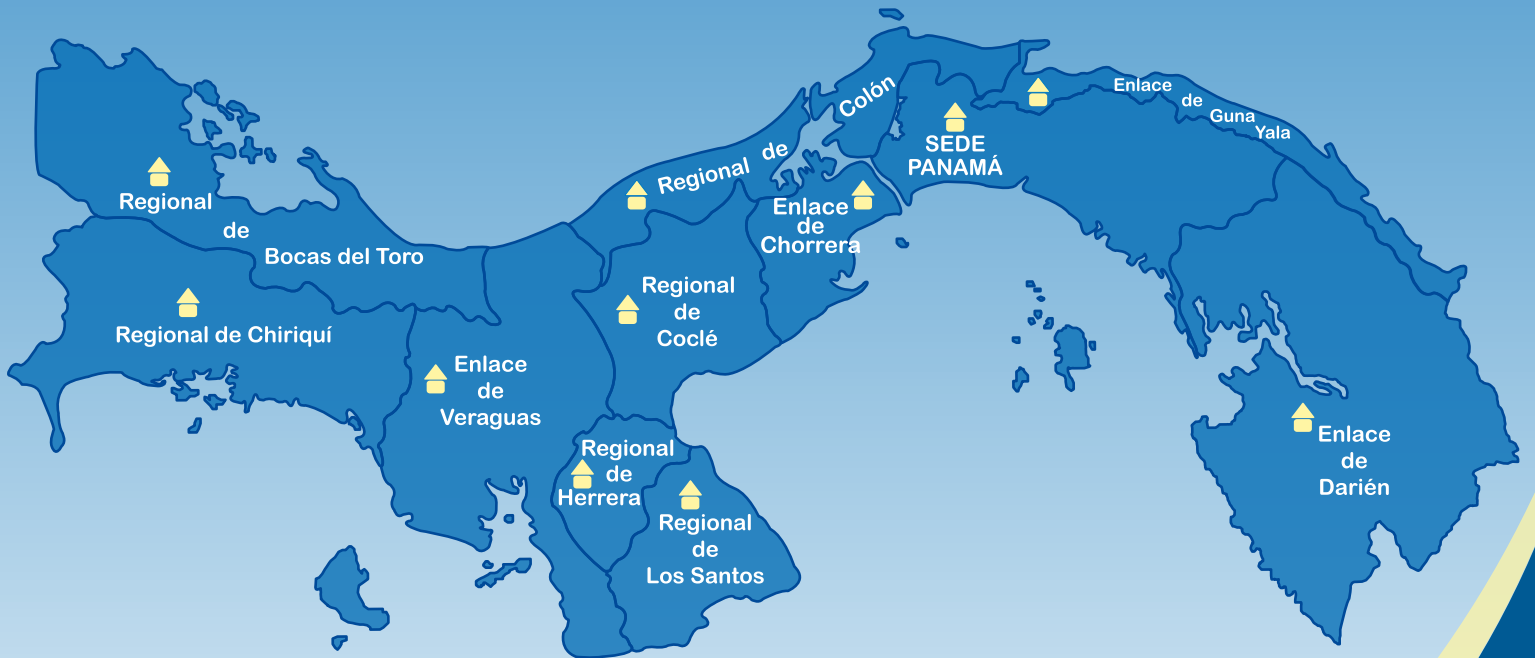 Regional
de
Bocas del Toro
Regional de Chiriquí
Enlace
de
Veraguas
Regional
de
Herrera
Regional
de
Los Santos
Regional
de
Coclé
Regional de
Colón
Enlace
de
Chorrera
SEDE
PANAMÁ
Enlace
de
Guna
Yala
Enlace
de
Darién